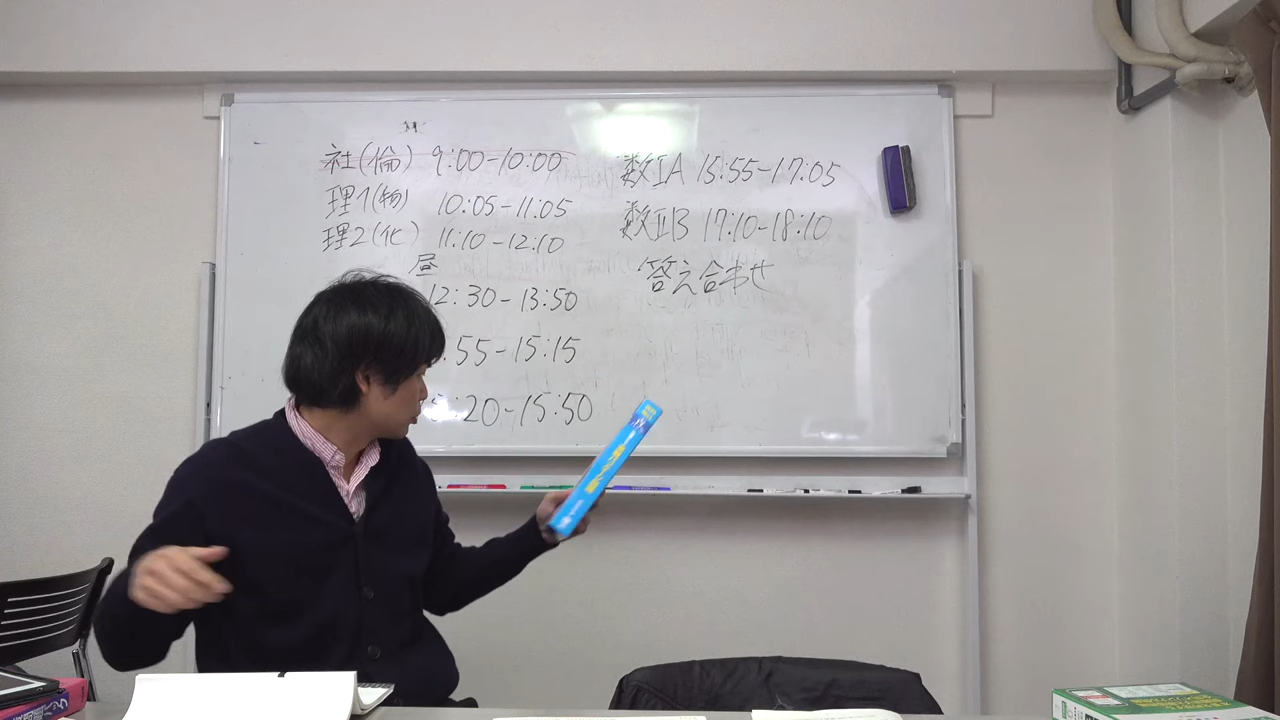 社(倫) 9:00-10:00
理1(物) 10:05-11:05
理2(化) 11:10-12:10
昼
12:30-13:50
:55-15:15
:20-15:50
数IA 15:55-17:05
数IIB 17:10-18:10
答え合わせ